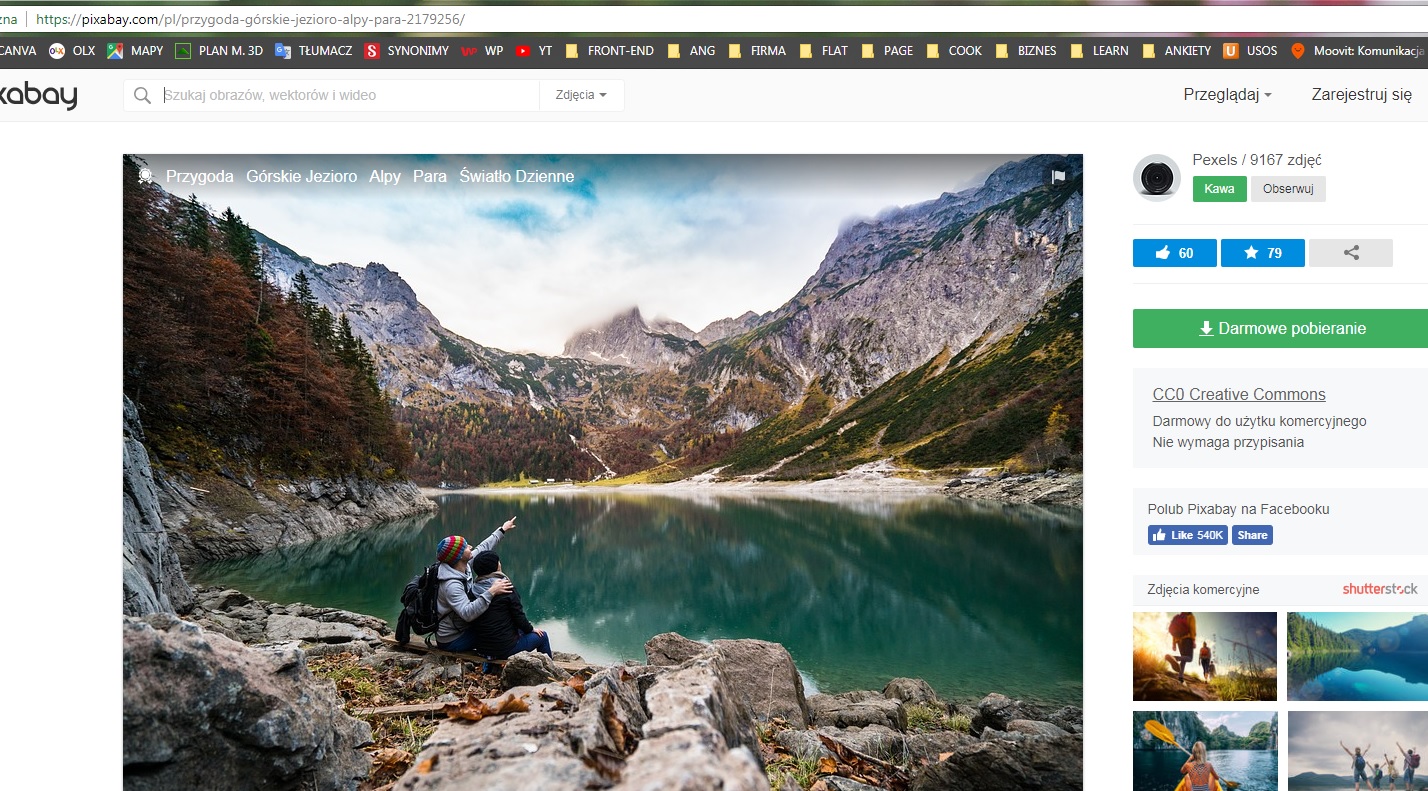 zna https://pixabay.com/pl/przygoda-górskie-jezioro-alpy-para-2179256/
CANVA OLX MAPY PLAN M. 3D TŁUMACZ S SYNONIMY WP WP YT FRONT-END ANG FIRMA FLAT PAGE COOK BIZNES LEARN ANKIETY U USOS Moovit: Komunikacja
xabay Szukaj obrazów, wektorów i wideo Zdjęcia Przeglądaj Zarejestruj się
Przygoda Górskie Jezioro Alpy Para Światło Dzienne
Pexels / 9167 zdjęć
Kawa Obserwuj
60 79
Darmowe pobieranie
CC0 Creative Commons
Darmowy do użytku komercyjnego
Nie wymaga przypisania
Polub Pixabay na Facebooku
Like 540K Share
Zdjęcia komercyjne shutterstock